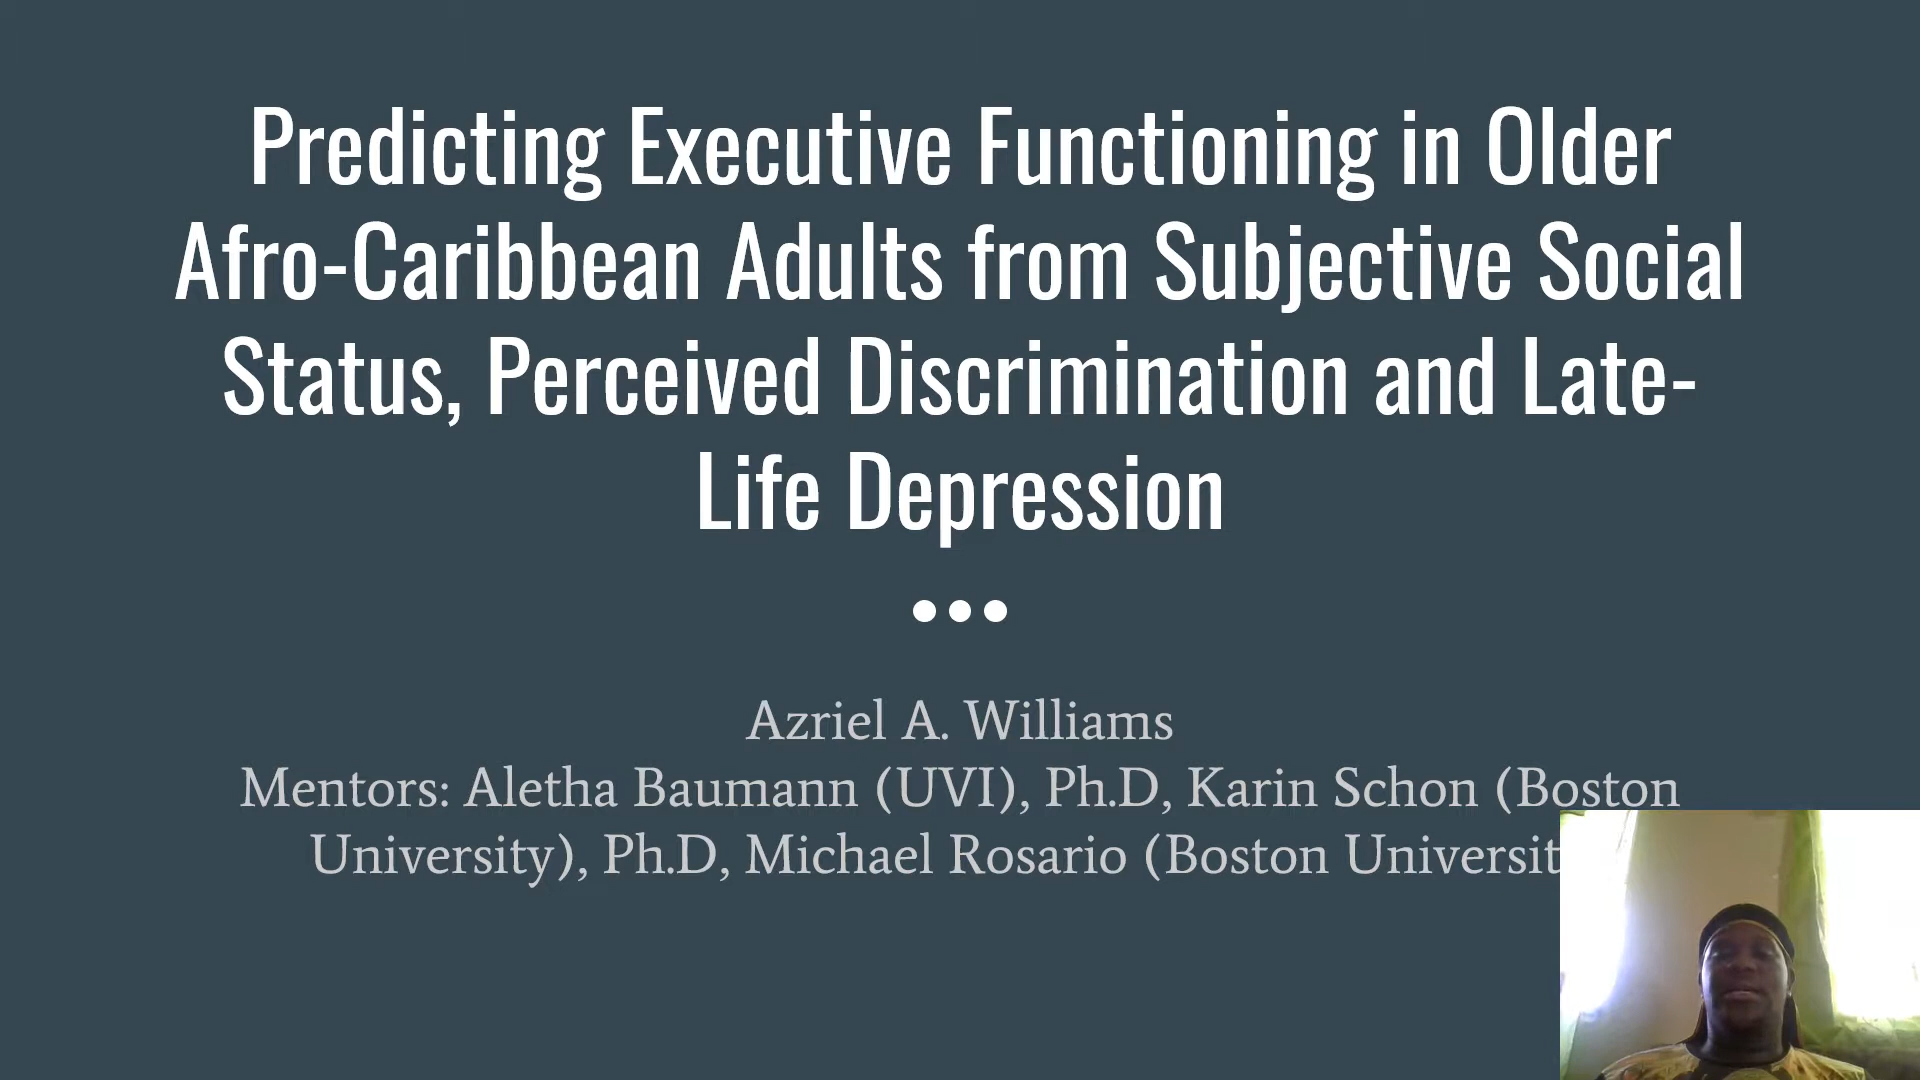 Predicting Executive Functioning in Older
Afro-Caribbean Adults from Subjective Social
Status, Perceived Discrimination and Late-
Life Depression
Azriel A. Williams
Mentors: Aletha Baumann (UVI), Ph.D, Karin Schon (Boston
University), Ph.D, Michael Rosario (Boston